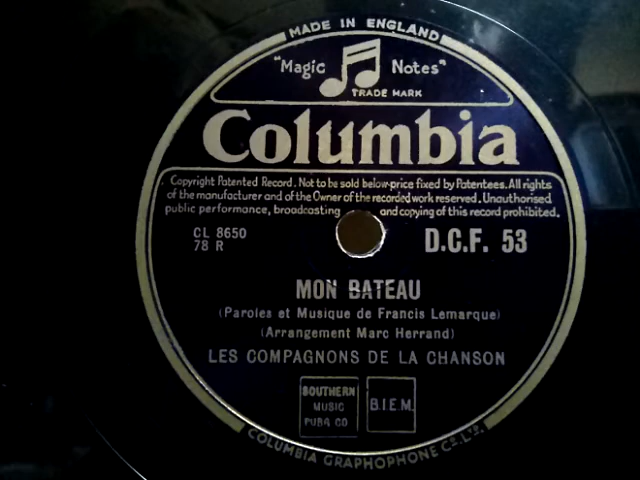 MADE IN ENGLAND
"Magic Notes"
TRADE MARK
Columbia
Copyright Patented Record. Not to be sold below price fixed by Patentees. All rights
of the manufacturer and of the Owner of the recorded work reserved. Unauthorised
public performance, broadcasting and copying of this record prohibited.
CL 8650
78 R
D.C.F. 53
MON BATEAU
(Paroles et Musique de Francis Lemarque)
(Arrangement Marc Herrand)
LES COMPAGNONS DE LA CHANSON
SOUTHERN
MUSIC
PUBG CO
B.I.E.M.
COLUMBIA GRAPHOPHONE CO. LTD.